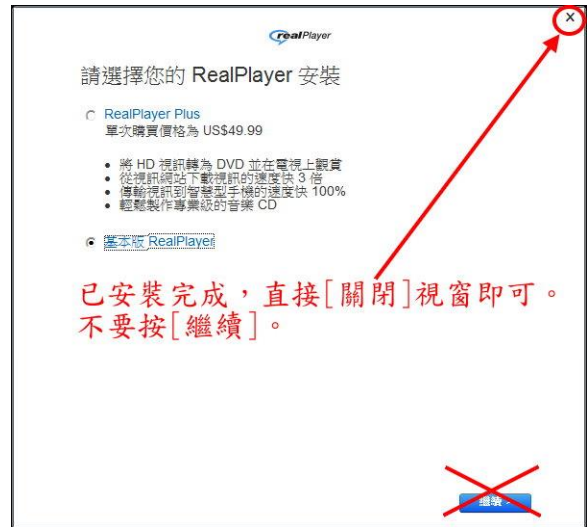 realPlayer
請選擇您的 RealPlayer 安裝
RealPlayer Plus
單次購買價格為 US$49.99
將 HD 視訊轉為 DVD 並在電視上觀賞
從視訊網站下載視訊的速度快 3 倍
傳輸視訊到智慧型手機的速度快 100%
輕鬆製作專業級的音樂 CD
基本版 RealPlayer
已安裝完成，直接[關閉]視窗即可。
不要按[繼續]。
繼續 >